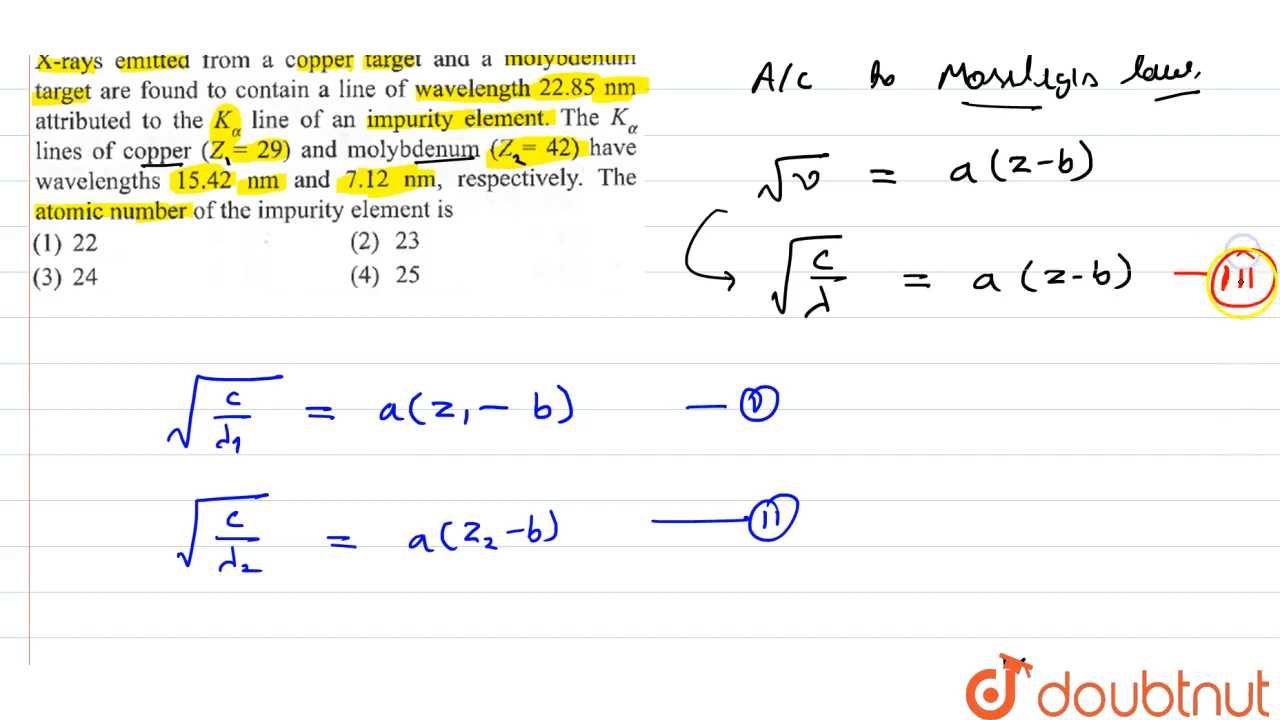 X-rays emitted from a copper target and a molybdenum
target are found to contain a line of wavelength 22.85 nm
attributed to the Kα line of an impurity element. The Kα
lines of copper (Z₁ = 29) and molybdenum (Z₂ = 42) have
wavelengths 15.42 nm and 7.12 nm, respectively. The
atomic number of the impurity element is
(1) 22 (2) 23
(3) 24 (4) 25
A/c to law.
√ν = a(z-b)
√(c/λ) = a(z-b) — III
√(c/λ₁) = a(z₁ - b) —
√(c/λ₂) = a(z₂ - b) — II
doubtnut